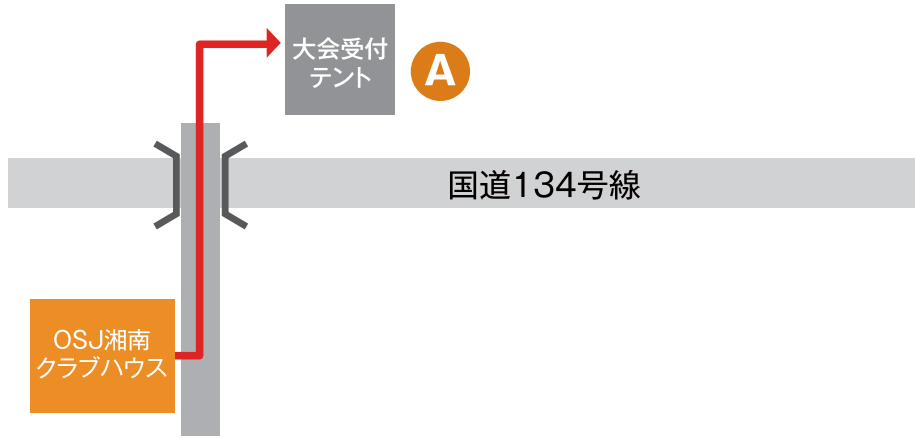 大会受付
テント
A
国道134号線
OSJ湘南
クラブハウス